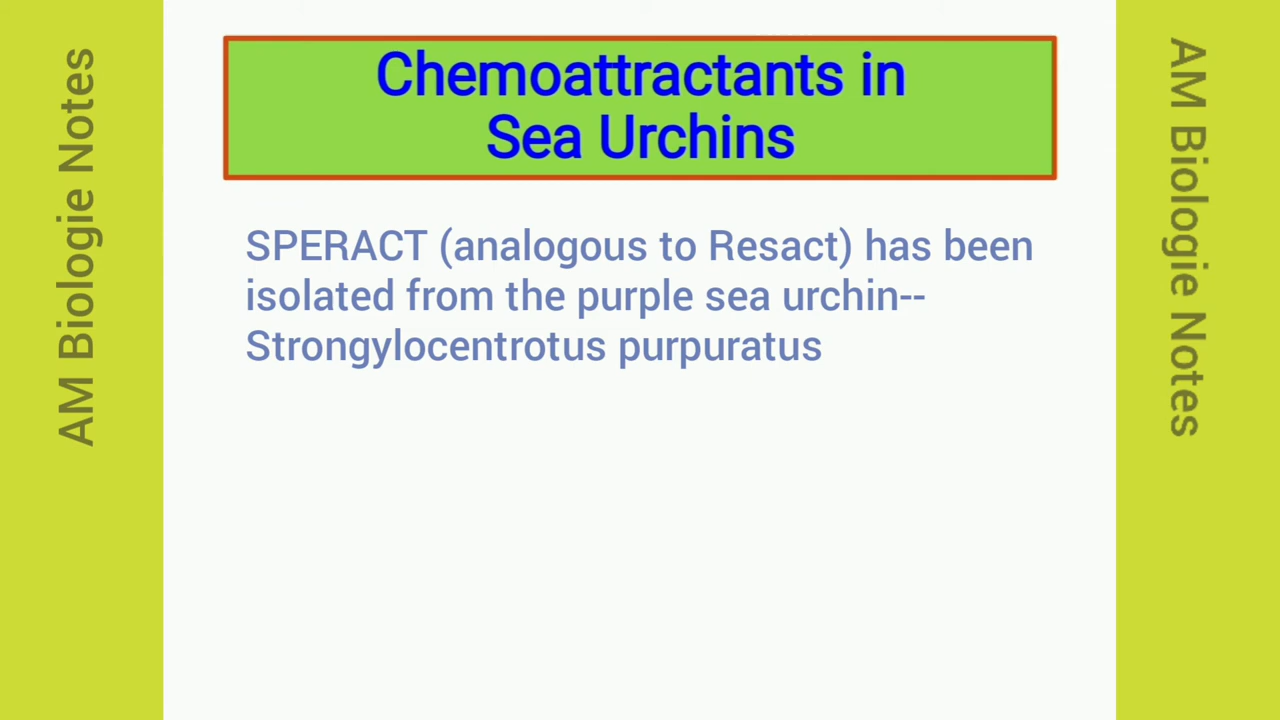 AM Biologie Notes
Chemoattractants in
Sea Urchins
SPERACT (analogous to Resact) has been
isolated from the purple sea urchin--
Strongylocentrotus purpuratus
AM Biologie Notes